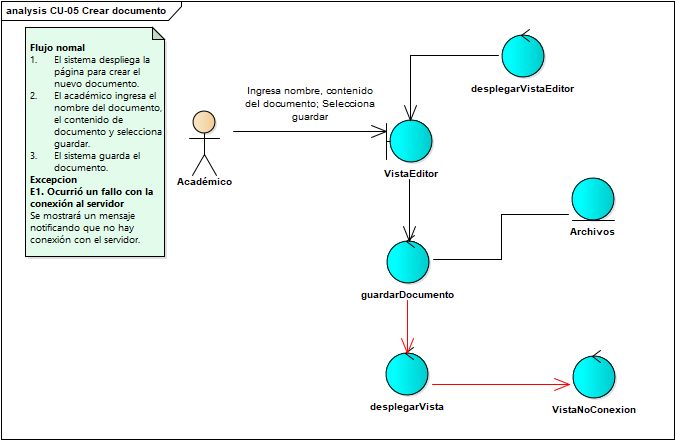 analysis CU-05 Crear documento
Flujo nomal
1. El sistema despliega la
página para crear el
nuevo documento.
2. El académico ingresa el
nombre del documento,
el contenido de
documento y selecciona
guardar.
3. El sistema guarda el
documento.
Excepcion
E1. Ocurrió un fallo con la
conexión al servidor
Se mostrará un mensaje
notificando que no hay
conexión con el servidor.
Académico
Ingresa nombre, contenido
del documento; Selecciona
guardar
desplegarVistaEditor
VistaEditor
Archivos
guardarDocumento
desplegarVista
VistaNoConexion